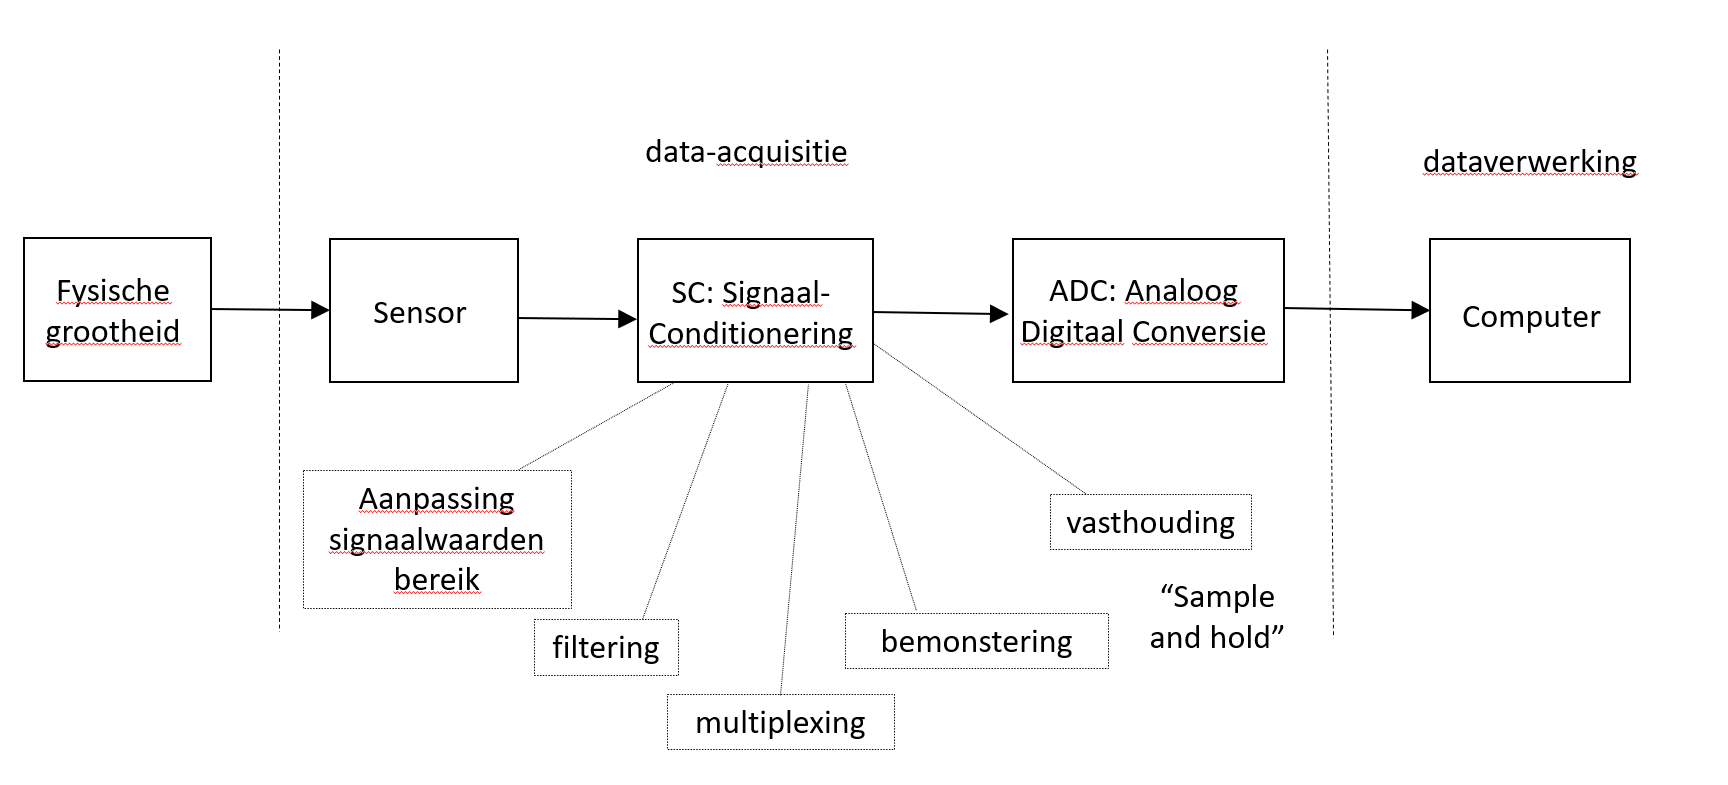 data-acquisitie
dataverwerking
Fysische
grootheid
Sensor
SC: Signaal-
Conditionering
ADC: Analoog
Digitaal Conversie
Computer
Aanpassing
signaalwaarden
bereik
filtering
multiplexing
bemonstering
vasthouding
“Sample
and hold”